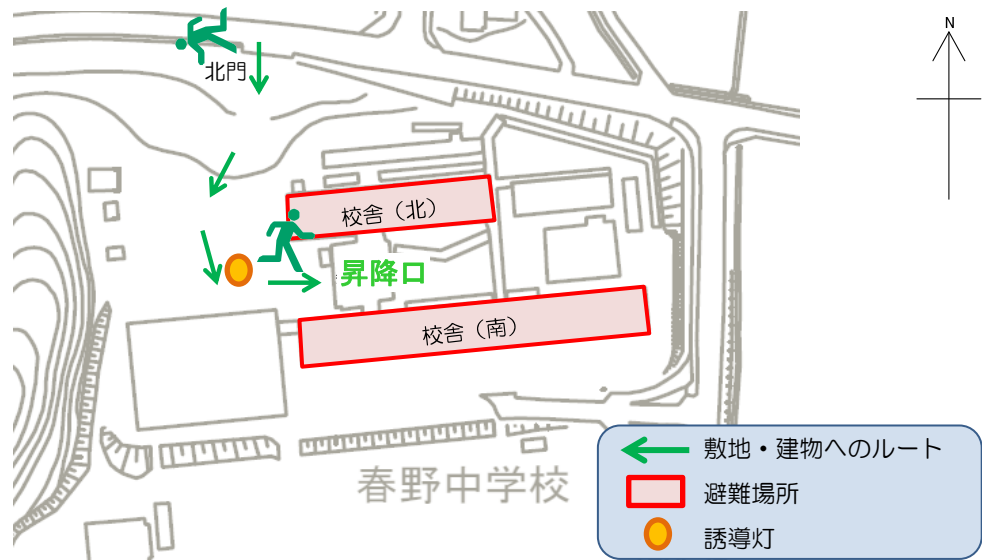 北門
N
校舎（北）
昇降口
校舎（南）
春野中学校
敷地・建物へのルート
避難場所
誘導灯